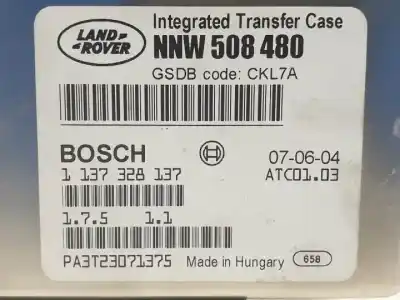 LAND
ROVER
Integrated Transfer Case
NNW 508 480
GSDB code: CKL7A
BOSCH
07-06-04
1 137 328 137
ATC01.03
1.7.5 1.1
PA3T23071375
Made in Hungary
658